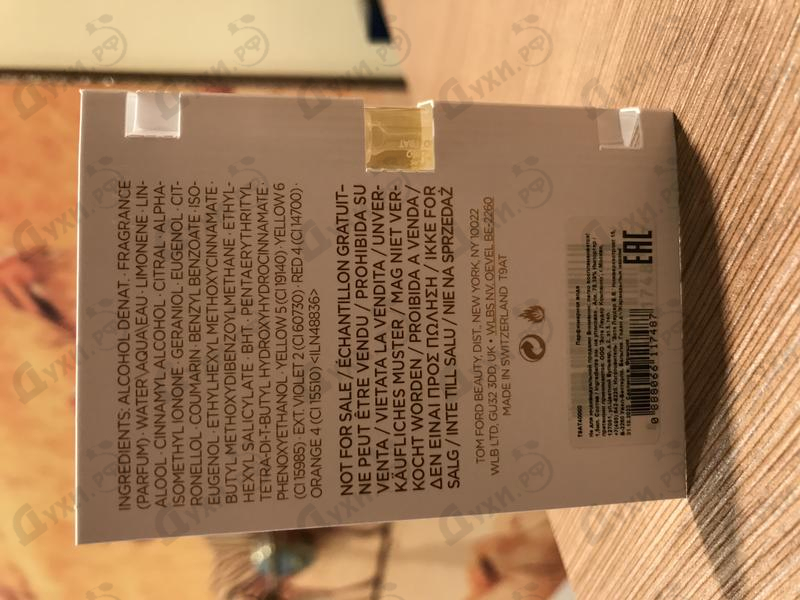 INGREDIENTS: ALCOHOL DENAT. · FRAGRANCE
(PARFUM) · WATER\AQUA\EAU · LIMONENE · LIN-
ALOOL · CINNAMYL ALCOHOL · CITRAL · ALPHA-
ISOMETHYL IONONE · GERANIOL · EUGENOL · CIT-
RONELLOL · COUMARIN · BENZYL BENZOATE · ISO-
EUGENOL · ETHYLHEXYL METHOXYCINNAMATE ·
BUTYL METHOXYDIBENZOYLMETHANE · ETHYL-
HEXYL SALICYLATE · BHT · PENTAERYTHRITYL
TETRA-DI-T-BUTYL HYDROXYHYDROCINNAMATE ·
PHENOXYETHANOL · YELLOW 5 (CI 19140) · YELLOW 6
(CI 15985) · EXT. VIOLET 2 (CI 60730) · RED 4 (CI 14700) ·
ORANGE 4 (CI 15510) <ILN48836>
NOT FOR SALE / ÉCHANTILLON GRATUIT-
NE PEUT ÊTRE VENDU / PROHIBIDA SU
VENTA / VIETATA LA VENDITA / UNVER-
KÄUFLICHES MUSTER / MAG NIET VER-
KOCHT WORDEN / PROIBIDA A VENDA /
ΔΕΝ ΕΙΝΑΙ ΠΡΟΣ ΠΩΛΗΣΗ / IKKE FOR
SALG / INTE TILL SALU / NIE NA SPRZEDAŻ
TOM FORD BEAUTY, DIST. NEW YORK, NY 10022
WLB LTD, GU32 3DD, UK • WLBS NV, OEVEL BE-2260
MADE IN SWITZERLAND T9AT
T9AT40000
Парфюмерная вода
EAC
0 888066 117487
Духи.рф